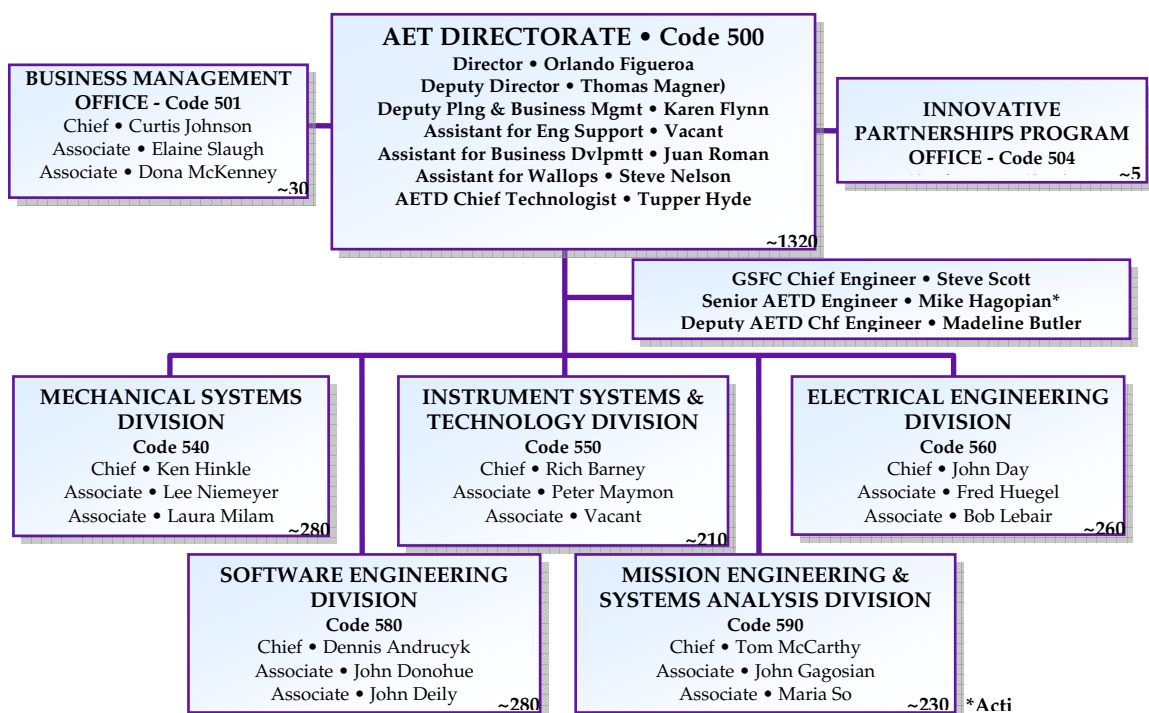 AET DIRECTORATE • Code 500
Director • Orlando Figueroa
Deputy Director • Thomas Magner)
Deputy Plng & Business Mgmt • Karen Flynn
Assistant for Eng Support • Vacant
Assistant for Business Dvlpmtt • Juan Roman
Assistant for Wallops • Steve Nelson
AETD Chief Technologist • Tupper Hyde
~1320
BUSINESS MANAGEMENT
OFFICE - Code 501
Chief • Curtis Johnson
Associate • Elaine Slaugh
Associate • Dona McKenney
~30
INNOVATIVE
PARTNERSHIPS PROGRAM
OFFICE - Code 504
~5
GSFC Chief Engineer • Steve Scott
Senior AETD Engineer • Mike Hagopian*
Deputy AETD Chf Engineer • Madeline Butler
MECHANICAL SYSTEMS
DIVISION
Code 540
Chief • Ken Hinkle
Associate • Lee Niemeyer
Associate • Laura Milam
~280
INSTRUMENT SYSTEMS &
TECHNOLOGY DIVISION
Code 550
Chief • Rich Barney
Associate • Peter Maymon
Associate • Vacant
~210
ELECTRICAL ENGINEERING
DIVISION
Code 560
Chief • John Day
Associate • Fred Huegel
Associate • Bob Lebair
~260
SOFTWARE ENGINEERING
DIVISION
Code 580
Chief • Dennis Andrucyk
Associate • John Donohue
Associate • John Deily
~280
MISSION ENGINEERING &
SYSTEMS ANALYSIS DIVISION
Code 590
Chief • Tom McCarthy
Associate • John Gagosian
Associate • Maria So
~230
*Acti